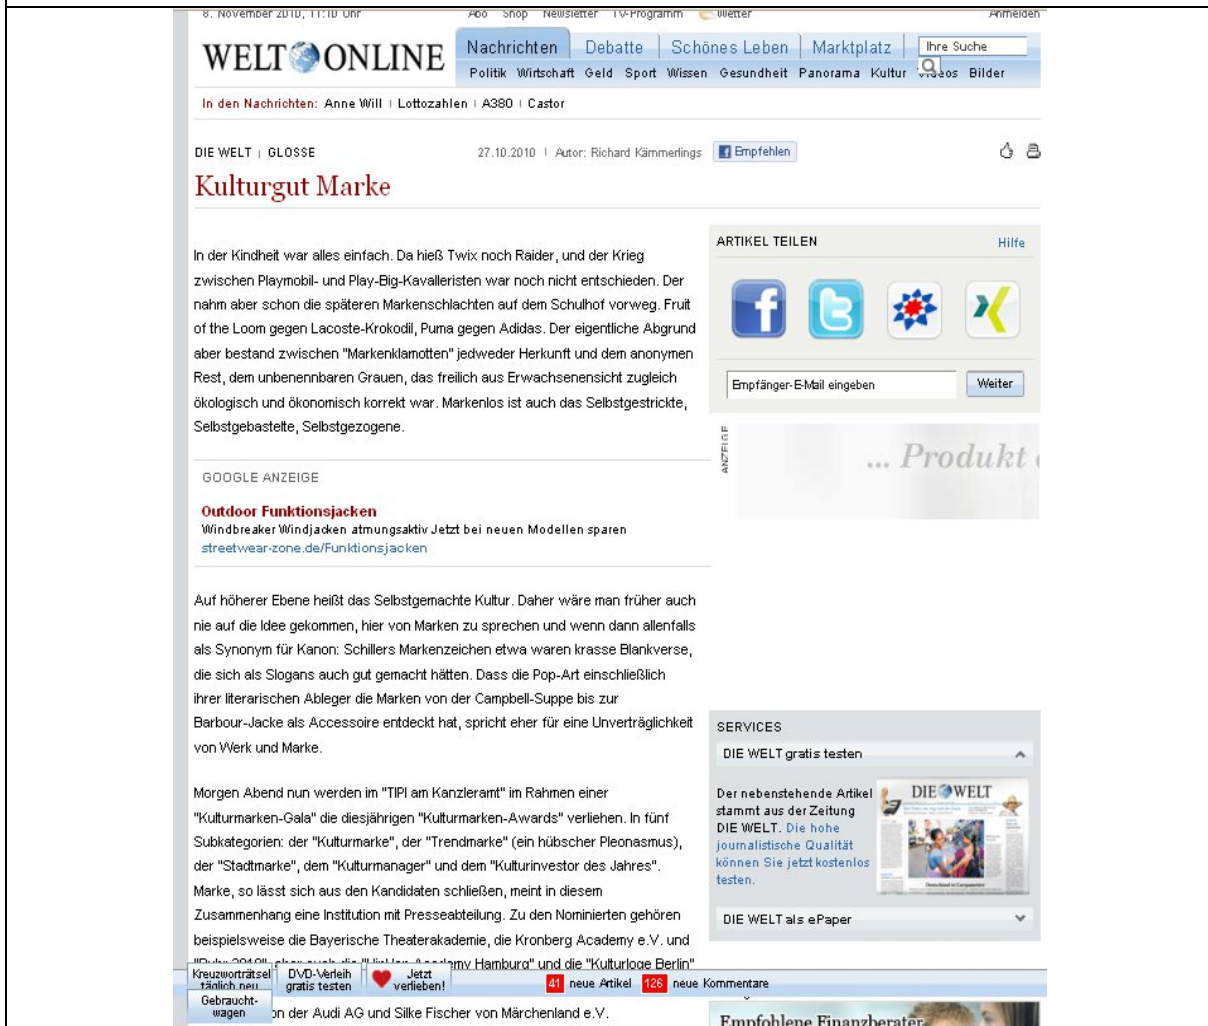 8. November 2010, 11:10 Uhr
Abo Shop Newsletter TV-Programm Wetter
Anmelden
WELT ONLINE
Nachrichten Debatte Schönes Leben Marktplatz Ihre Suche
Politik Wirtschaft Geld Sport Wissen Gesundheit Panorama Kultur Videos Bilder
In den Nachrichten: Anne Will | Lottozahlen | A380 | Castor
DIE WELT | GLOSSE
27.10.2010 | Autor: Richard Kämmerlings
Empfehlen
Kulturgut Marke
In der Kindheit war alles einfach. Da hieß Twix noch Raider, und der Krieg
zwischen Playmobil- und Play-Big-Kavalleristen war noch nicht entschieden. Der
nahm aber schon die späteren Markenschlachten auf dem Schulhof vorweg. Fruit
of the Loom gegen Lacoste-Krokodil, Puma gegen Adidas. Der eigentliche Abgrund
aber bestand zwischen "Markenklamotten" jedweder Herkunft und dem anonymen
Rest, dem unbenennbaren Grauen, das freilich aus Erwachsenensicht zugleich
ökologisch und ökonomisch korrekt war. Markenlos ist auch das Selbstgestrickte,
Selbstgebastelte, Selbstgezogene.
GOOGLE ANZEIGE
Outdoor Funktionsjacken
Windbreaker Windjacken atmungsaktiv Jetzt bei neuen Modellen sparen
streetwear-zone.de/Funktionsjacken
Auf höherer Ebene heißt das Selbstgemachte Kultur. Daher wäre man früher auch
nie auf die Idee gekommen, hier von Marken zu sprechen und wenn dann allenfalls
als Synonym für Kanon: Schillers Markenzeichen etwa waren krasse Blankverse,
die sich als Slogans auch gut gemacht hätten. Dass die Pop-Art einschließlich
ihrer literarischen Ableger die Marken von der Campbell-Suppe bis zur
Barbour-Jacke als Accessoire entdeckt hat, spricht eher für eine Unverträglichkeit
von Werk und Marke.
Morgen Abend nun werden im "TIPI am Kanzleramt" im Rahmen einer
"Kulturmarken-Gala" die diesjährigen "Kulturmarken-Awards" verliehen. In fünf
Subkategorien: der "Kulturmarke", der "Trendmarke" (ein hübscher Pleonasmus),
der "Stadtmarke", dem "Kulturmanager" und dem "Kulturinvestor des Jahres".
Marke, so lässt sich aus den Kandidaten schließen, meint in diesem
Zusammenhang eine Institution mit Presseabteilung. Zu den Nominierten gehören
beispielsweise die Bayerische Theaterakademie, die Kronberg Academy e.V. und
"Ruhr 2010", aber auch die "HipHop Academy Hamburg" und die "Kulturloge Berlin"
der Audi AG und Silke Fischer von Märchenland e.V.
ARTIKEL TEILEN
Hilfe
Empfänger-E-Mail eingeben
Weiter
ANZEIGE
... Produkt
SERVICES
DIE WELT gratis testen
Der nebenstehende Artikel
stammt aus der Zeitung
DIE WELT. Die hohe
journalistische Qualität
können Sie jetzt kostenlos
testen.
DIE WELT
DIE WELT als ePaper
Kreuzworträtsel
täglich neu
DVD-Verleih
gratis testen
Jetzt
verlieben!
41 neue Artikel 126 neue Kommentare
Gebraucht-
wagen
Empfohlene Finanzberater